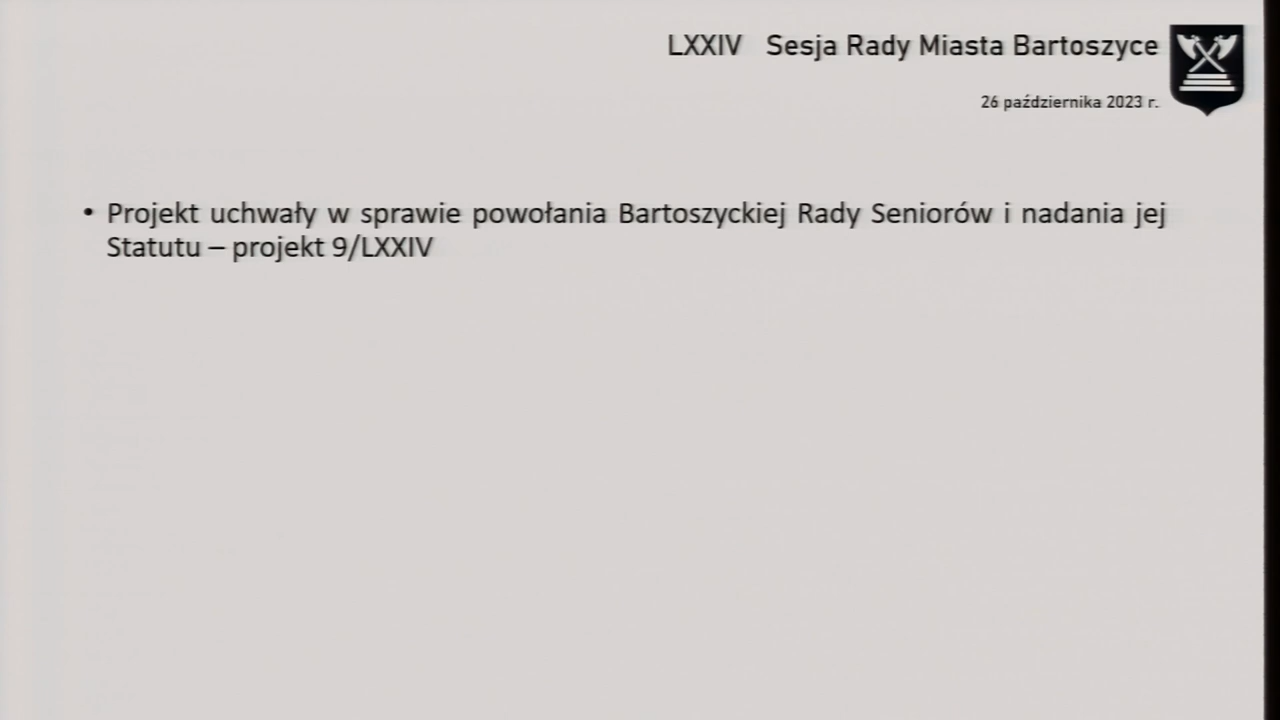 LXXIV Sesja Rady Miasta Bartoszyce
26 października 2023 r.
• Projekt uchwały w sprawie powołania Bartoszyckiej Rady Seniorów i nadania jej
Statutu – projekt 9/LXXIV